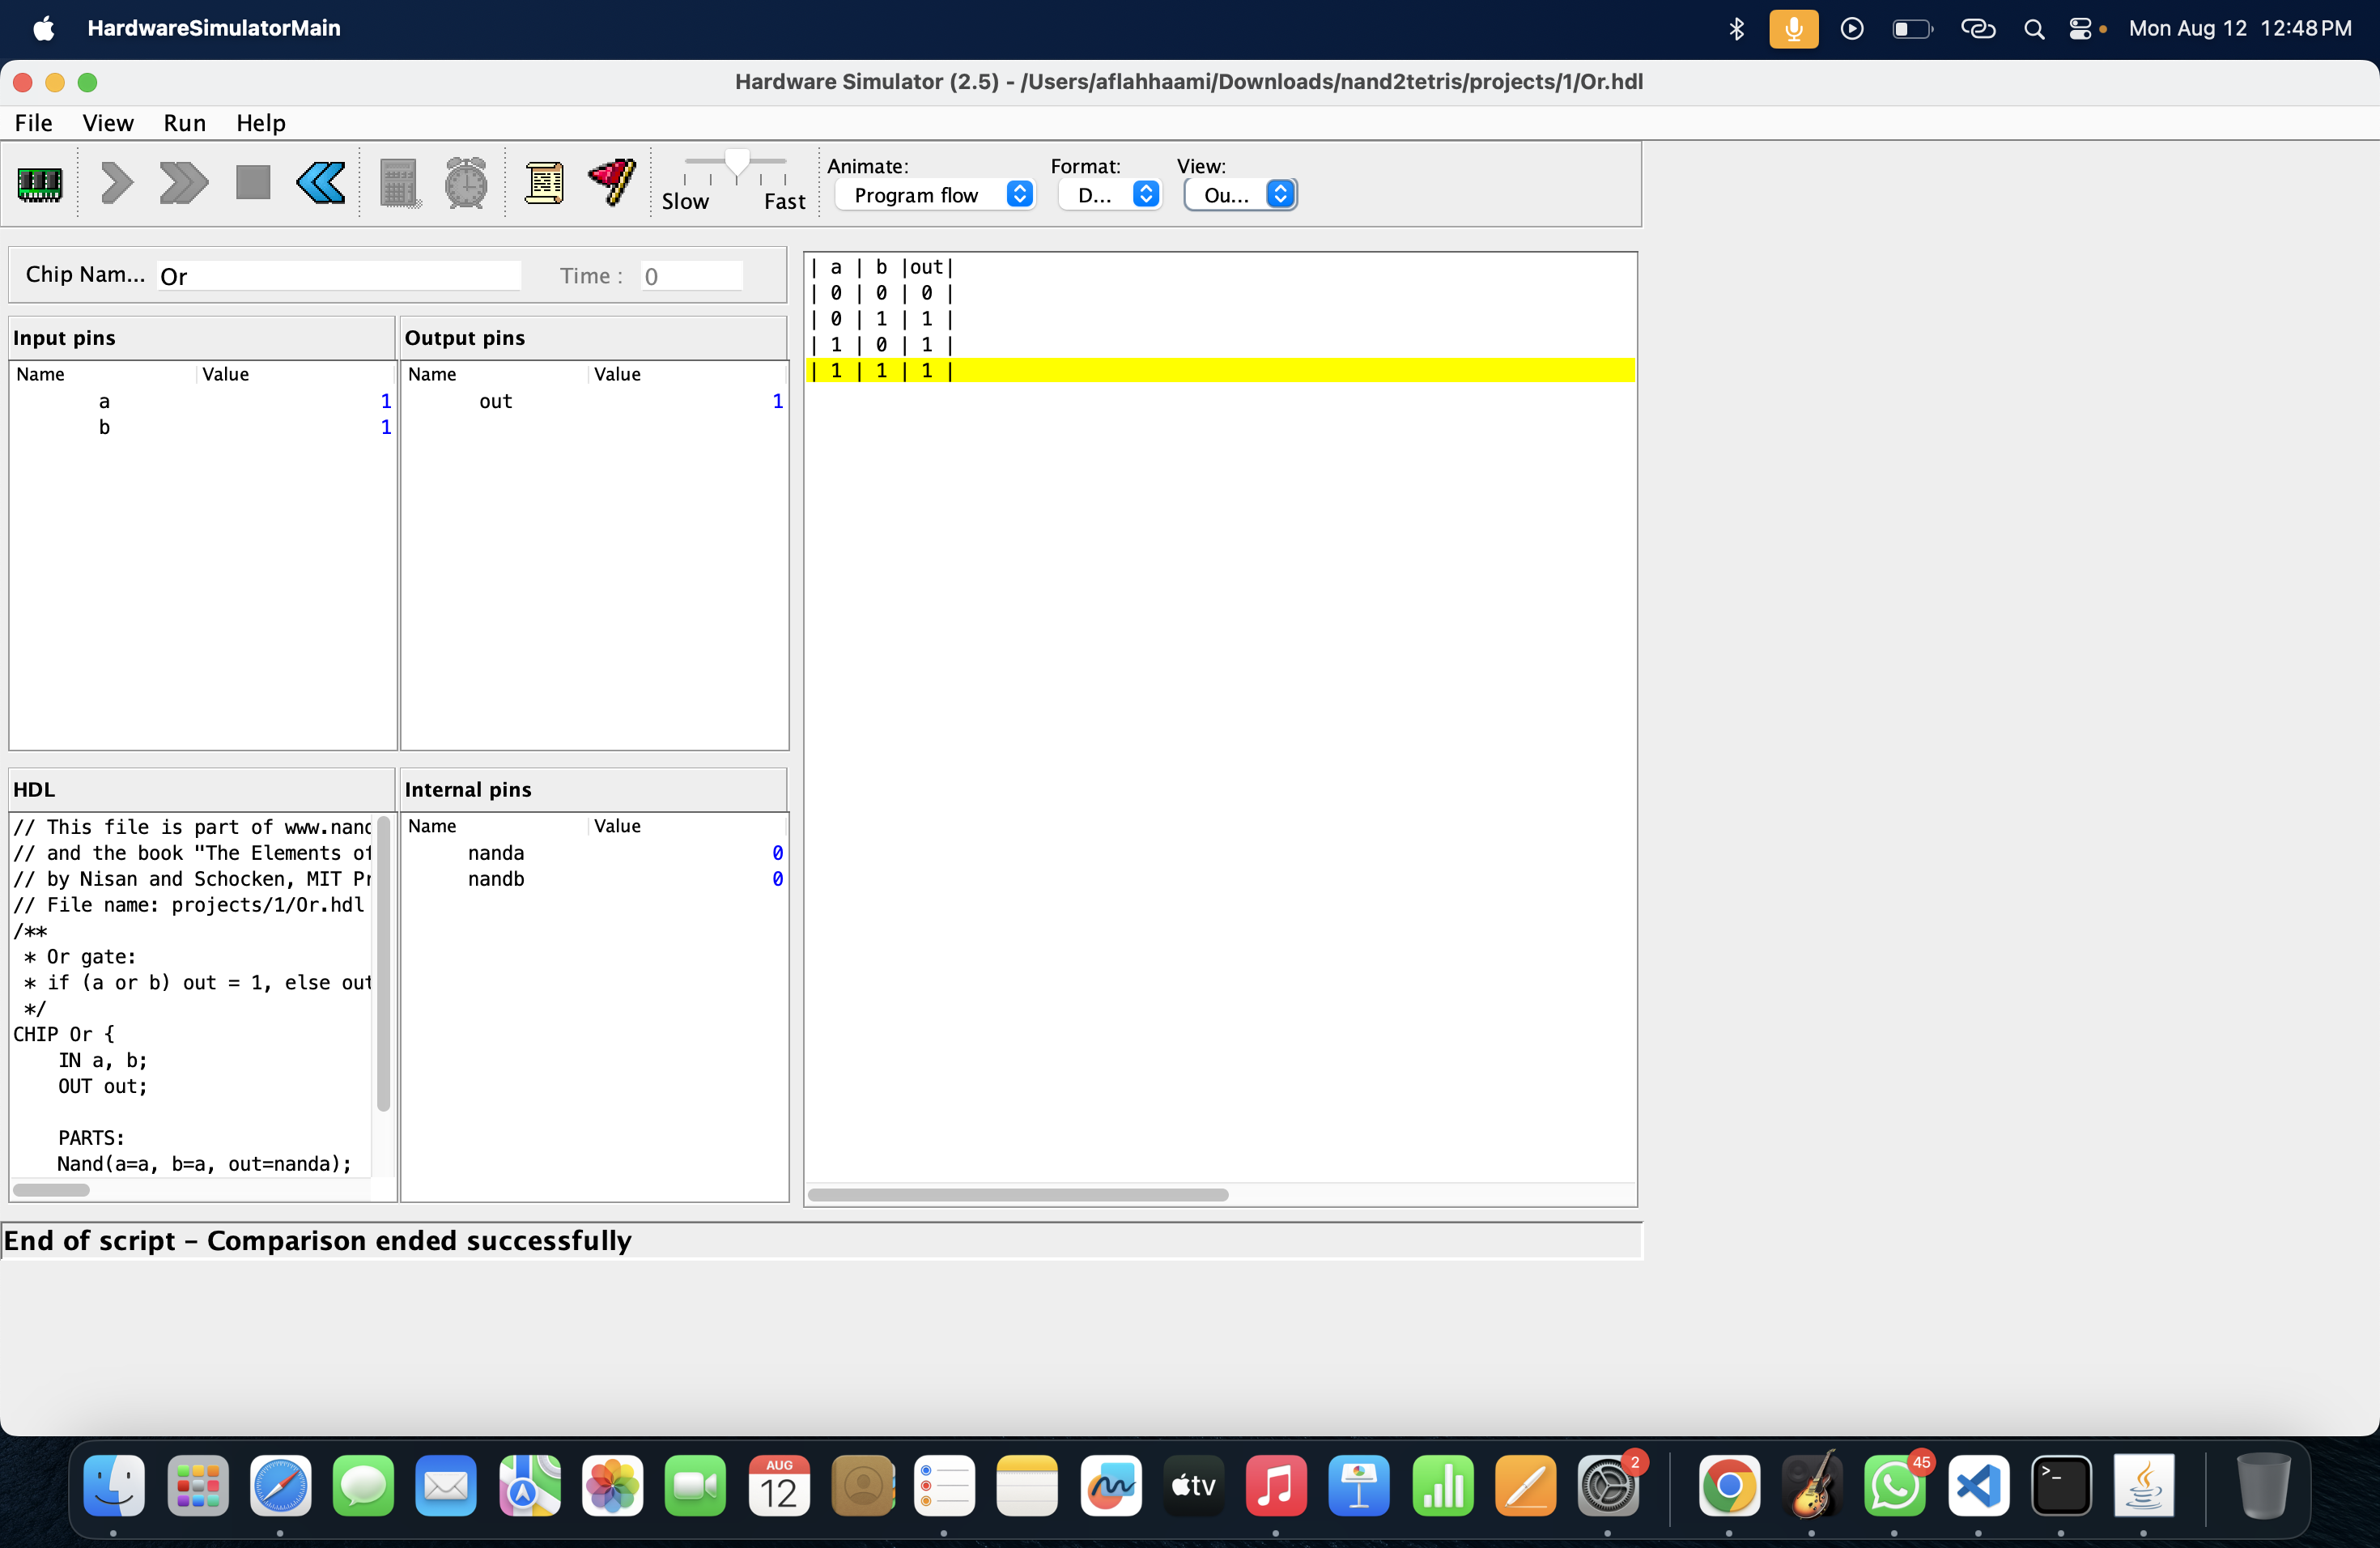 HardwareSimulatorMain
Mon Aug 12 12:48 PM
Hardware Simulator (2.5) - /Users/aflahhaami/Downloads/nand2tetris/projects/1/Or.hdl
File View Run Help
Slow Fast
Animate: Format: View:
Program flow D... Ou...
Chip Nam... Or Time : 0
Input pins
Name Value
a 1
b 1
Output pins
Name Value
out 1
| a | b |out|
| 0 | 0 | 0 |
| 0 | 1 | 1 |
| 1 | 0 | 1 |
| 1 | 1 | 1 |
HDL
// This file is part of www.nand
// and the book "The Elements of
// by Nisan and Schocken, MIT Pr
// File name: projects/1/Or.hdl
/**
* Or gate:
* if (a or b) out = 1, else out
*/
CHIP Or {
IN a, b;
OUT out;
PARTS:
Nand(a=a, b=a, out=nanda);
Internal pins
Name Value
nanda 0
nandb 0
End of script – Comparison ended successfully
AUG
12
tv
2
45
>_